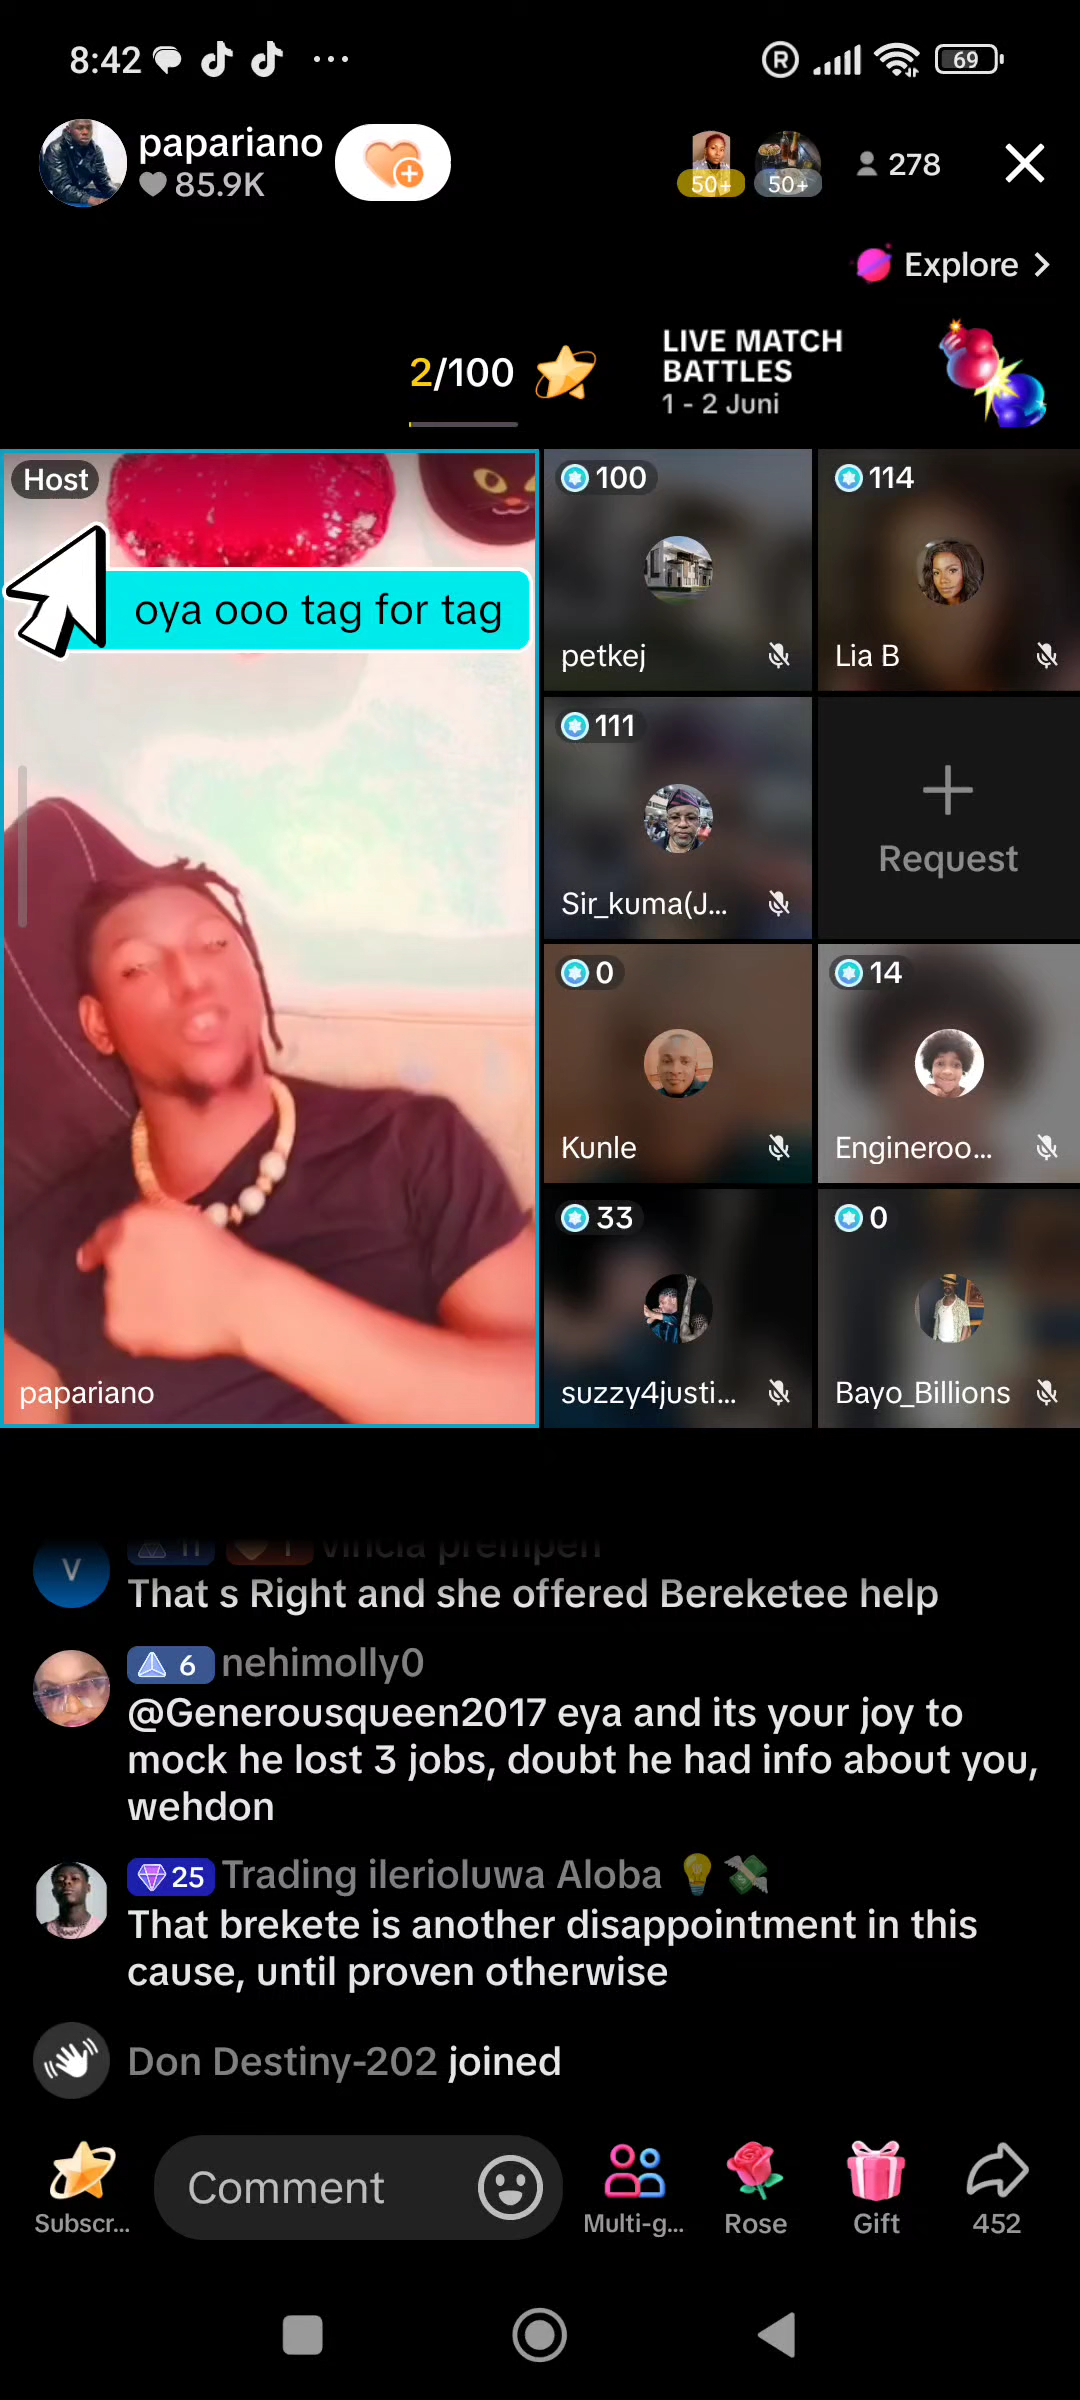 8:42
R
69
papariano
85.9K
50+
50+
278
Explore
2/100
LIVE MATCH
BATTLES
1 - 2 Juni
Host
oya ooo tag for tag
papariano
100
petkej
114
Lia B
111
Sir_kuma(J...
Request
0
Kunle
14
Engineroo...
33
suzzy4justi...
0
Bayo_Billions
V
11
1
vincia prempeh
That s Right and she offered Bereketee help
6 nehimolly0
@Generousqueen2017 eya and its your joy to
mock he lost 3 jobs, doubt he had info about you,
wehdon
25 Trading ilerioluwa Aloba
That brekete is another disappointment in this
cause, until proven otherwise
Don Destiny-202 joined
Subscr...
Comment
Multi-g...
Rose
Gift
452